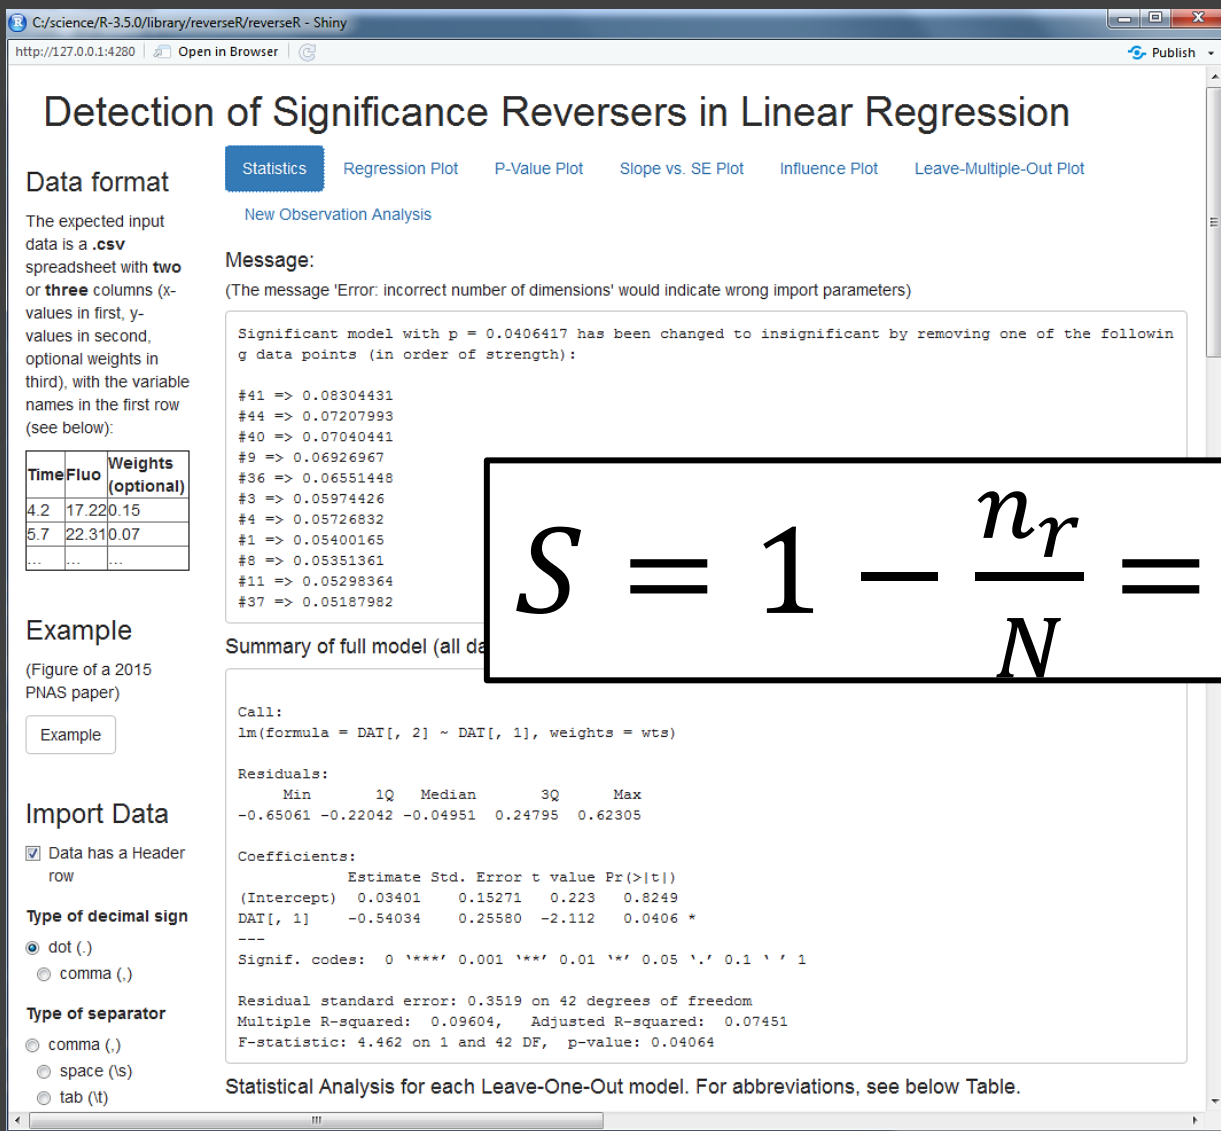 C:/science/R-3.5.0/library/reverseR/reverseR - Shiny
http://127.0.0.1:4280 Open in Browser Publish
Detection of Significance Reversers in Linear Regression
Data format
The expected input
data is a .csv
spreadsheet with two
or three columns (x-
values in first, y-
values in second,
optional weights in
third), with the variable
names in the first row
(see below):
Time Fluo Weights (optional)
4.2 17.22 0.15
5.7 22.31 0.07
... ... ...
Example
(Figure of a 2015
PNAS paper)
Example
Import Data
Data has a Header
row
Type of decimal sign
dot (.)
comma (,)
Type of separator
comma (,)
space (\s)
tab (\t)
Statistics Regression Plot P-Value Plot Slope vs. SE Plot Influence Plot Leave-Multiple-Out Plot
New Observation Analysis
Message:
(The message 'Error: incorrect number of dimensions' would indicate wrong import parameters)
Significant model with p = 0.0406417 has been changed to insignificant by removing one of the followin
g data points (in order of strength):
#41 => 0.08304431
#44 => 0.07207993
#40 => 0.07040441
#9 => 0.06926967
#36 => 0.06551448
#3 => 0.05974426
#4 => 0.05726832
#1 => 0.05400165
#8 => 0.05351361
#11 => 0.05298364
#37 => 0.05187982
S = 1 − n_r / N =
Summary of full model (all da
Call:
lm(formula = DAT[, 2] ~ DAT[, 1], weights = wts)
Residuals:
Min 1Q Median 3Q Max
-0.65061 -0.22042 -0.04951 0.24795 0.62305
Coefficients:
Estimate Std. Error t value Pr(>|t|)
(Intercept) 0.03401 0.15271 0.223 0.8249
DAT[, 1] -0.54034 0.25580 -2.112 0.0406 *
---
Signif. codes: 0 ‘***’ 0.001 ‘**’ 0.01 ‘*’ 0.05 ‘.’ 0.1 ‘ ’ 1
Residual standard error: 0.3519 on 42 degrees of freedom
Multiple R-squared: 0.09604, Adjusted R-squared: 0.07451
F-statistic: 4.462 on 1 and 42 DF, p-value: 0.04064
Statistical Analysis for each Leave-One-Out model. For abbreviations, see below Table.